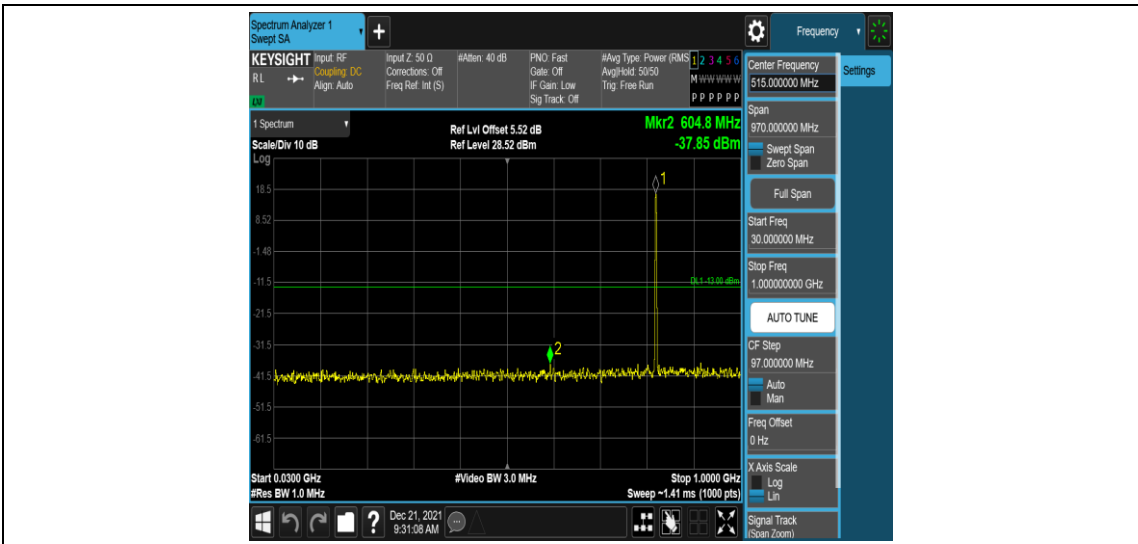 Spectrum Analyzer 1
Swept SA
+
Frequency
KEYSIGHT
RL
LXI
Input: RF
Coupling: DC
Align: Auto
Input Z: 50 Ω
Corrections: Off
Freq Ref: Int (S)
#Atten: 40 dB
PNO: Fast
Gate: Off
IF Gain: Low
Sig Track: Off
#Avg Type: Power (RMS
Avg|Hold: 50/50
Trig: Free Run
1 2 3 4 5 6
M W W W W W
P P P P P P
Center Frequency
515.000000 MHz
Settings
Span
970.000000 MHz
Swept Span
Zero Span
Full Span
Start Freq
30.000000 MHz
Stop Freq
1.000000000 GHz
AUTO TUNE
CF Step
97.000000 MHz
Auto
Man
Freq Offset
0 Hz
X Axis Scale
Log
Lin
Signal Track
(Span Zoom)
1 Spectrum
Scale/Div 10 dB
Log
Ref Lvl Offset 5.52 dB
Ref Level 28.52 dBm
Mkr2 604.8 MHz
-37.85 dBm
1
18.5
8.52
-1.48
-11.5
DL1 -13.00 dBm
-21.5
-31.5
2
-41.5
-51.5
-61.5
Start 0.0300 GHz
#Res BW 1.0 MHz
#Video BW 3.0 MHz
Stop 1.0000 GHz
Sweep ~1.41 ms (1000 pts)
?
Dec 21, 2021
9:31:08 AM